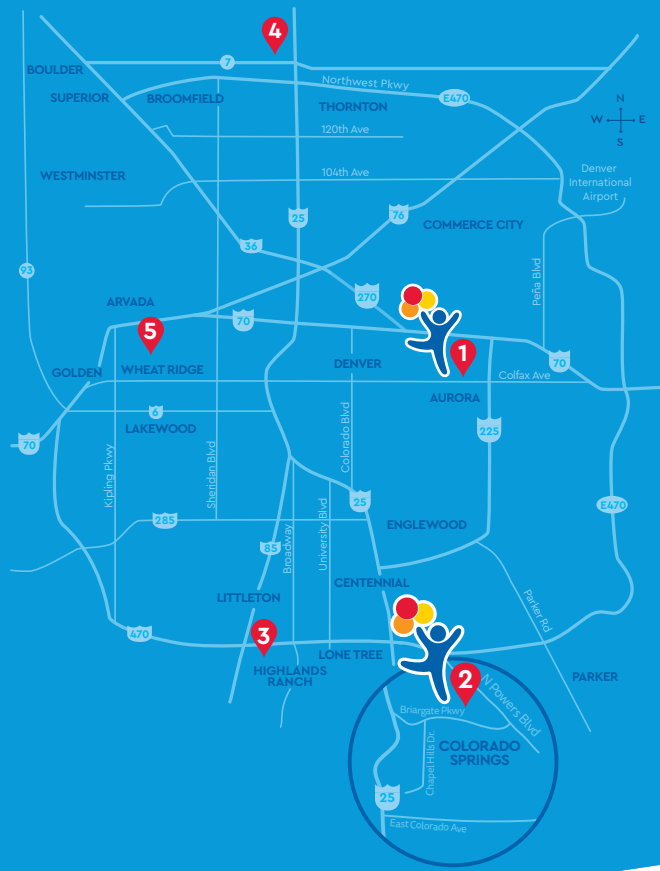 4
7
BOULDER
SUPERIOR
BROOMFIELD
Northwest Pkwy
THORNTON
E470
N
W
E
S
120th Ave
104th Ave
WESTMINSTER
Denver
International
Airport
25
76
COMMERCE CITY
36
93
Peña Blvd
270
ARVADA
70
5
1
GOLDEN
WHEAT RIDGE
DENVER
70
Colfax Ave
AURORA
6
LAKEWOOD
225
70
Kipling Pkwy
Sheridan Blvd
Colorado Blvd
25
E470
285
University Blvd
Broadway
ENGLEWOOD
85
CENTENNIAL
LITTLETON
Parker Rd
470
3
LONE TREE
HIGHLANDS
RANCH
2
PARKER
N Powers Blvd
Briargate Pkwy
Chapel Hills Dr.
COLORADO
SPRINGS
25
East Colorado Ave